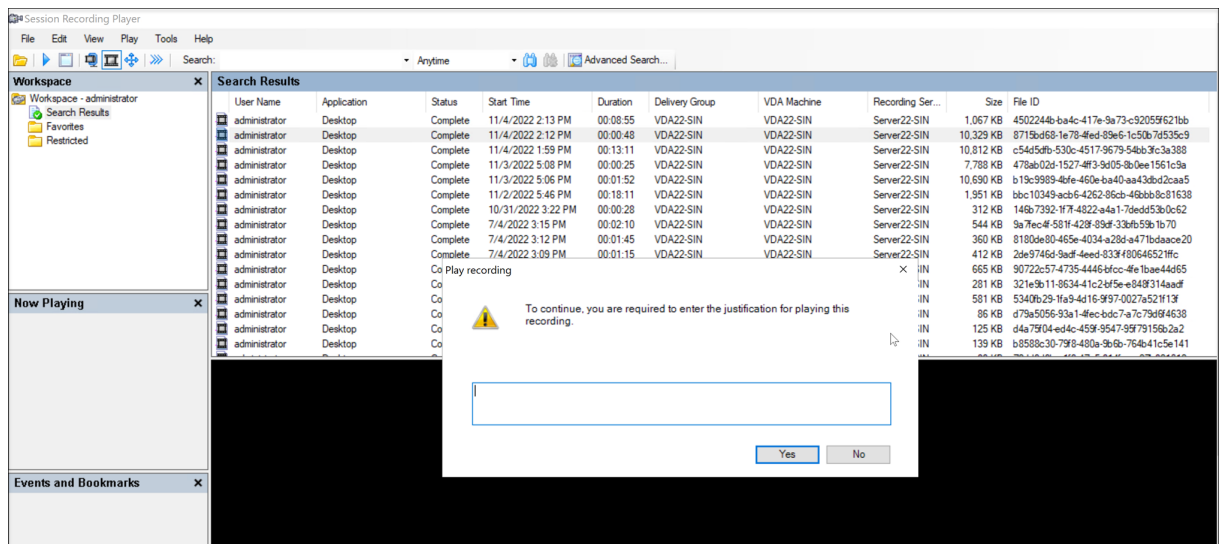 Session Recording Player
File Edit View Play Tools Help
Search: Anytime Advanced Search...
Workspace x
Workspace - administrator
Search Results
Favorites
Restricted
Search Results
User Name Application Status Start Time Duration Delivery Group VDA Machine Recording Ser... Size File ID
administrator Desktop Complete 11/4/2022 2:13 PM 00:08:55 VDA22-SIN VDA22-SIN Server22-SIN 1,067 KB 4502244b-ba4c-417e-9a73-c92055f621bb
administrator Desktop Complete 11/4/2022 2:12 PM 00:00:48 VDA22-SIN VDA22-SIN Server22-SIN 10,329 KB 8715bd68-1e78-4fed-89e6-1c50b7d535c9
administrator Desktop Complete 11/4/2022 1:59 PM 00:13:11 VDA22-SIN VDA22-SIN Server22-SIN 10,812 KB c54d5dfb-530c-4517-9679-54bb3fc3a388
administrator Desktop Complete 11/3/2022 5:08 PM 00:00:25 VDA22-SIN VDA22-SIN Server22-SIN 7,788 KB 478ab02d-1527-4ff3-9d05-8b0ee1561c9a
administrator Desktop Complete 11/3/2022 5:06 PM 00:01:52 VDA22-SIN VDA22-SIN Server22-SIN 10,690 KB b19c9989-4bfe-460e-ba40-aa43dbd2caa5
administrator Desktop Complete 11/2/2022 5:46 PM 00:18:11 VDA22-SIN VDA22-SIN Server22-SIN 1,951 KB bbc10349-acb6-4262-86cb-46bbb8c81638
administrator Desktop Complete 10/31/2022 3:22 PM 00:00:28 VDA22-SIN VDA22-SIN Server22-SIN 312 KB 146b7392-1f7f-4822-a4a1-7dedd53b0c62
administrator Desktop Complete 7/4/2022 3:15 PM 00:02:10 VDA22-SIN VDA22-SIN Server22-SIN 544 KB 9a7fec4f-581f-428f-89df-33bfb59b1b70
administrator Desktop Complete 7/4/2022 3:12 PM 00:01:45 VDA22-SIN VDA22-SIN Server22-SIN 360 KB 8180de80-465e-4034-a28d-a471bdaace20
administrator Desktop Complete 7/4/2022 3:09 PM 00:01:15 VDA22-SIN VDA22-SIN Server22-SIN 412 KB 2de9746d-9adf-4eed-833f-f80646521ffc
administrator Desktop Co SIN 665 KB 90722c57-4735-4446-bfcc-4fe1bae44d65
administrator Desktop Co SIN 281 KB 321e9b11-8634-41c2-bf5e-e848f314aadf
administrator Desktop Co SIN 581 KB 5340fb29-1fa9-4d16-9f97-0027a521f13f
administrator Desktop Co SIN 86 KB d79a5056-93a1-4fec-bdc7-a7c79d6f4638
administrator Desktop Co SIN 125 KB d4a75f04-ed4c-459f-9547-95f79156b2a2
administrator Desktop Co SIN 139 KB b8588c30-79f8-480a-9b6b-764b41c5e141
Play recording
To continue, you are required to enter the justification for playing this
recording.
Yes No
Now Playing x
Events and Bookmarks x